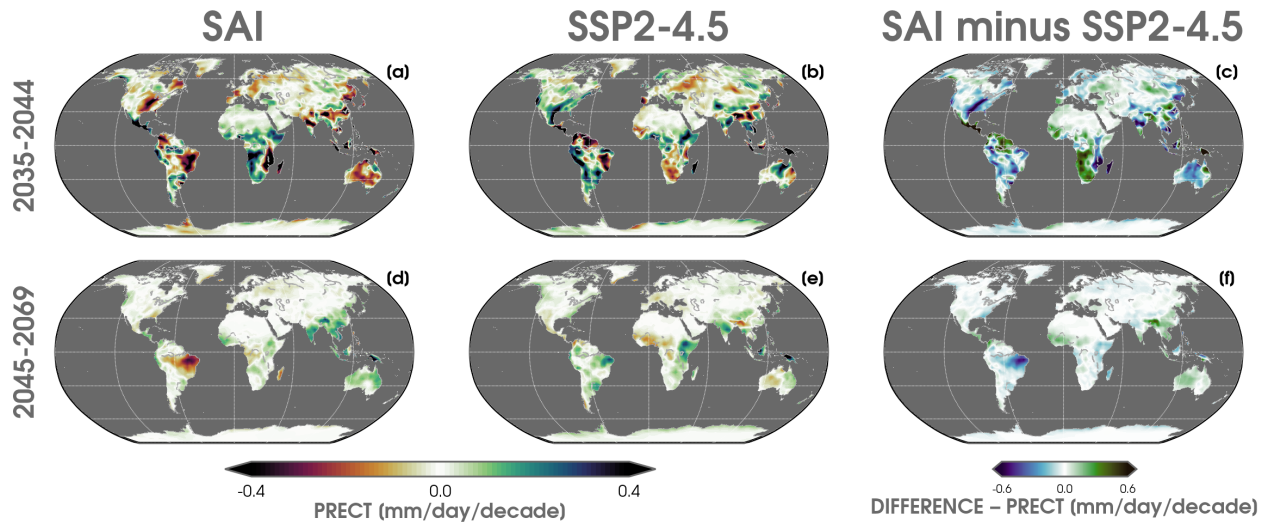 SAI SSP2-4.5 SAI minus SSP2-4.5
2035-2044 (a) (b) (c)
2045-2069 (d) (e) (f)
-0.4 0.0 0.4 -0.6 0.0 0.6
PRECT (mm/day/decade) DIFFERENCE – PRECT (mm/day/decade)